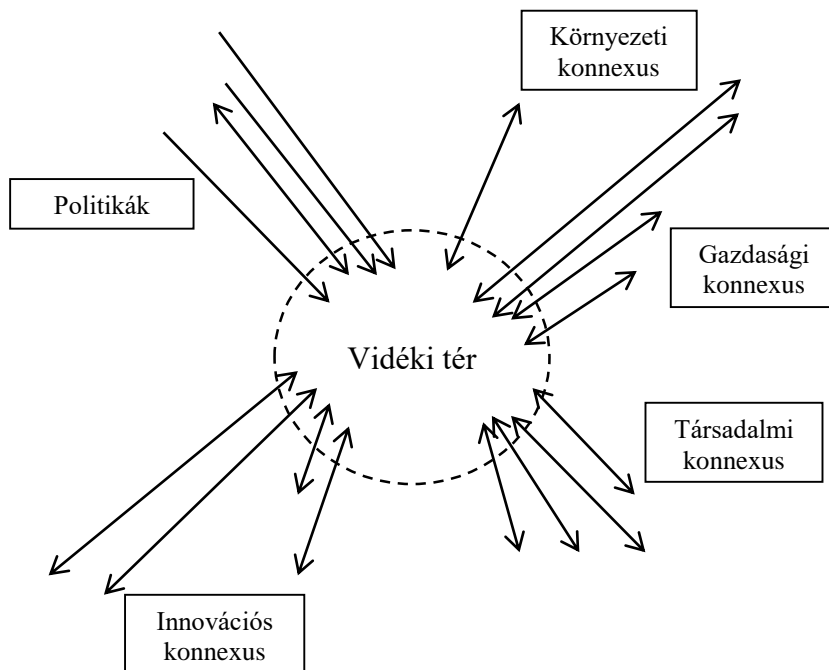 Környezeti
konnexus
Politikák
Gazdasági
konnexus
Vidéki tér
Társadalmi
konnexus
Innovációs
konnexus